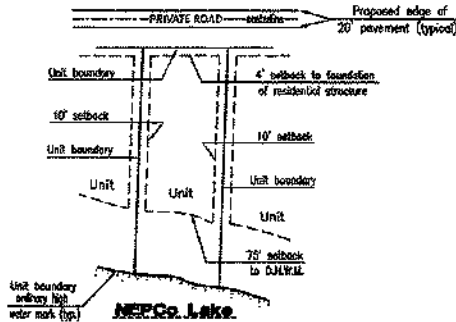 PRIVATE ROAD centerline
Proposed edge of
20' pavement (typical)
Unit boundary
4' setback to foundation
of residential structure
10' setback
10' setback
Unit boundary
Unit boundary
Unit
Unit
Unit
75' setback
to O.H.W.M.
Unit boundary
ordinary high
water mark (typ.)
NEPCo Lake